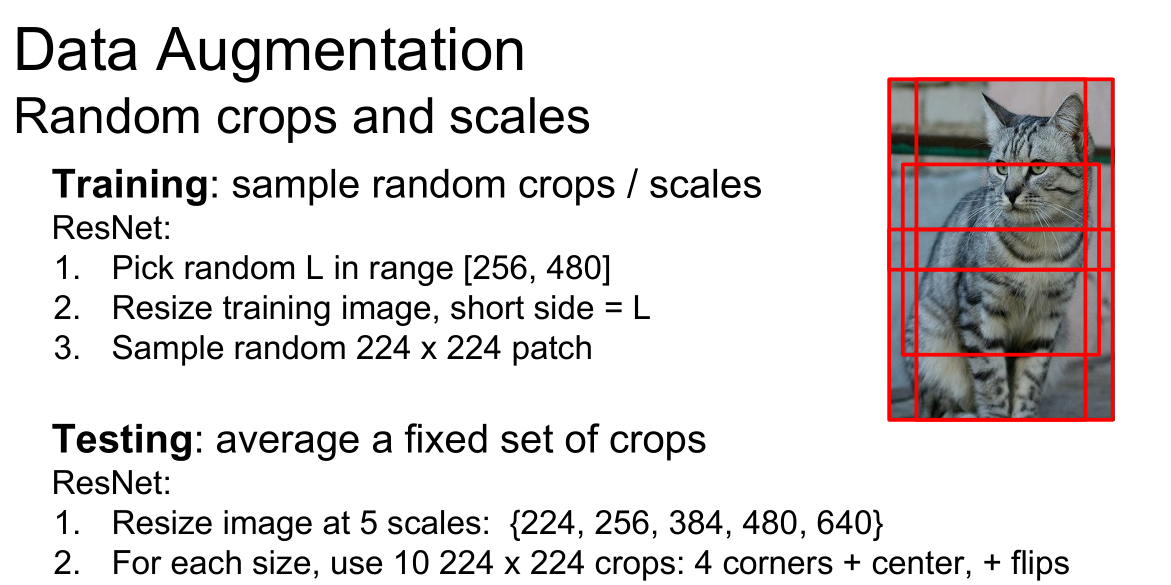 Data Augmentation
Random crops and scales
Training: sample random crops / scales
ResNet:
1. Pick random L in range [256, 480]
2. Resize training image, short side = L
3. Sample random 224 x 224 patch
Testing: average a fixed set of crops
ResNet:
1. Resize image at 5 scales: {224, 256, 384, 480, 640}
2. For each size, use 10 224 x 224 crops: 4 corners + center, + flips